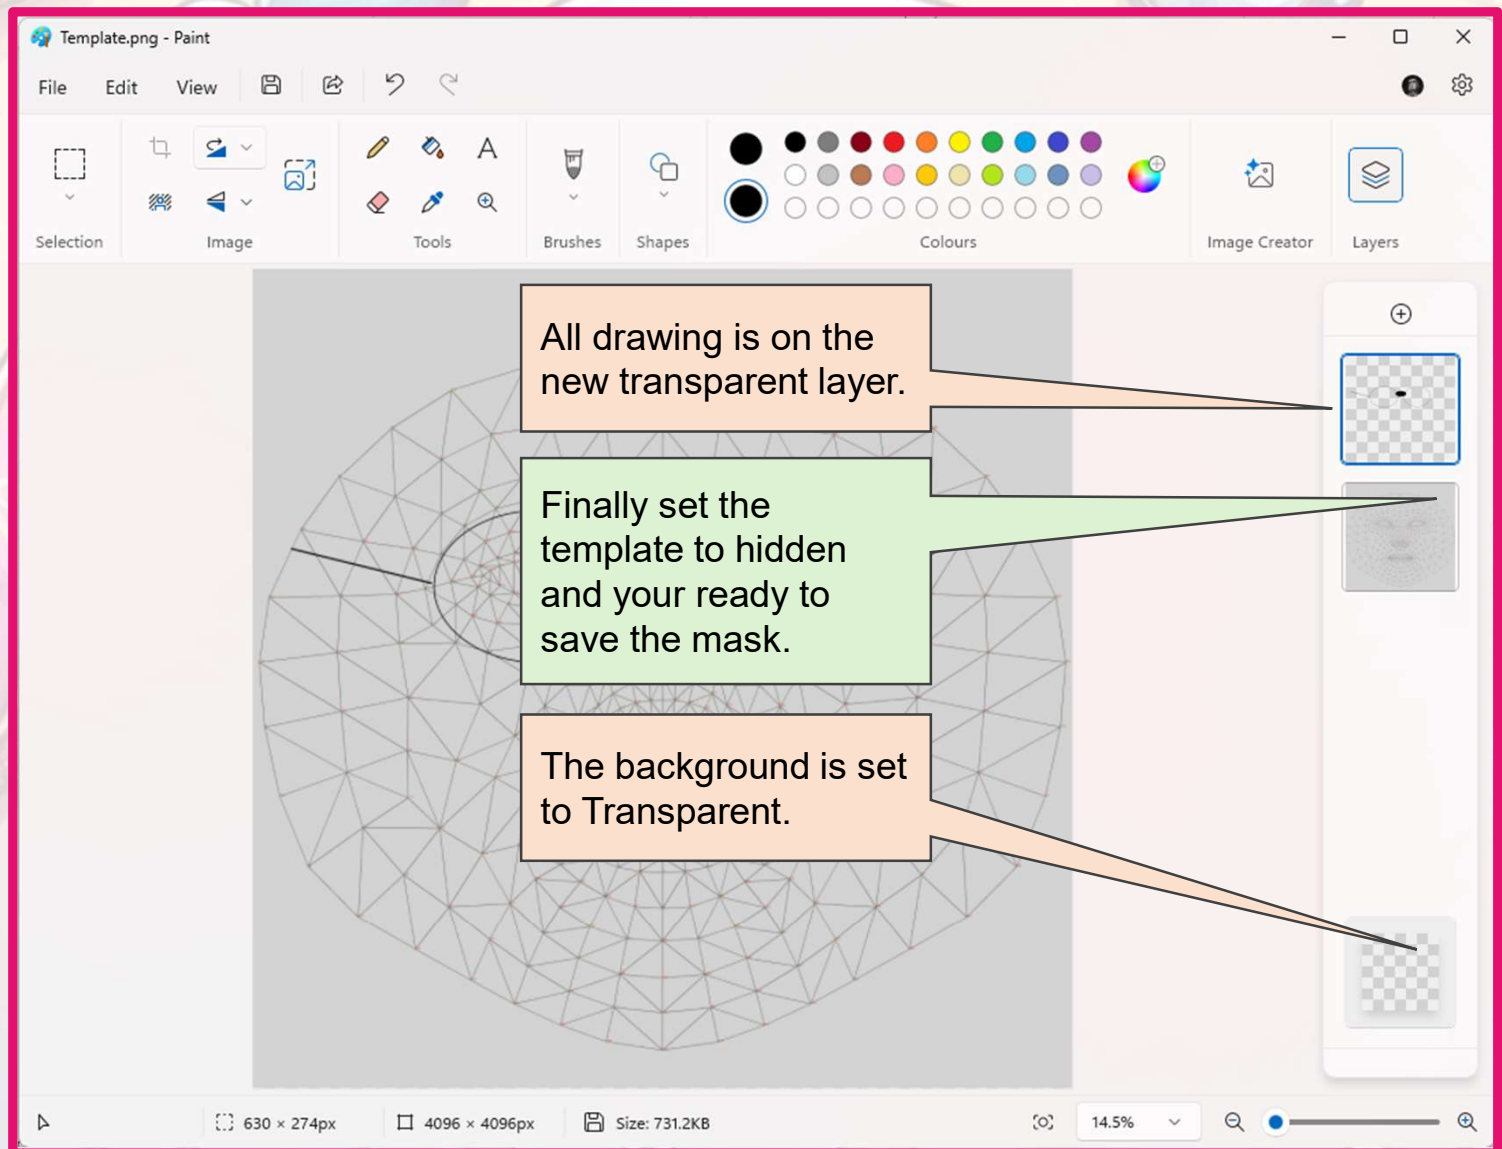 Template.png - Paint
File Edit View
Selection Image Tools Brushes Shapes Colours Image Creator Layers
All drawing is on the
new transparent layer.
Finally set the
template to hidden
and your ready to
save the mask.
The background is set
to Transparent.
630 × 274px 4096 × 4096px Size: 731.2KB 14.5%